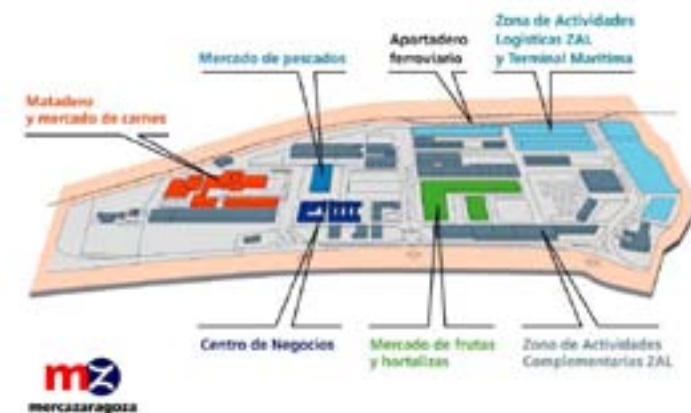 Zona de Actividades
Logísticas ZAL
y Terminal Marítima
Apartadero
ferroviario
Mercado de pescados
Matadero
y mercado de carnes
Centro de Negocios
Mercado de frutas
y hortalizas
Zona de Actividades
Complementarias ZAL
mz
mercazaragoza